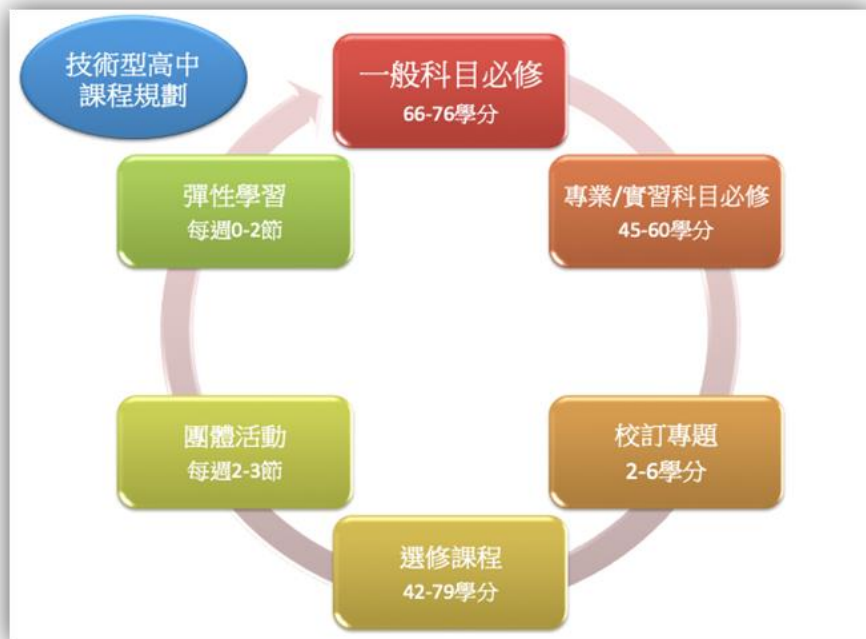 技術型高中
課程規劃
一般科目必修
66-76學分
專業/實習科目必修
45-60學分
校訂專題
2-6學分
選修課程
42-79學分
團體活動
每週2-3節
彈性學習
每週0-2節